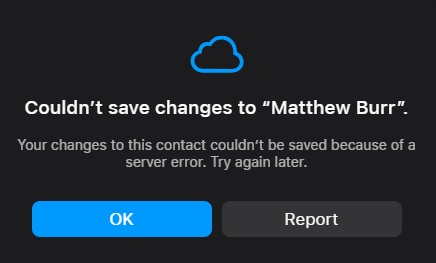 Couldn’t save changes to “Matthew Burr”.
Your changes to this contact couldn’t be saved because of a
server error. Try again later.
OK
Report